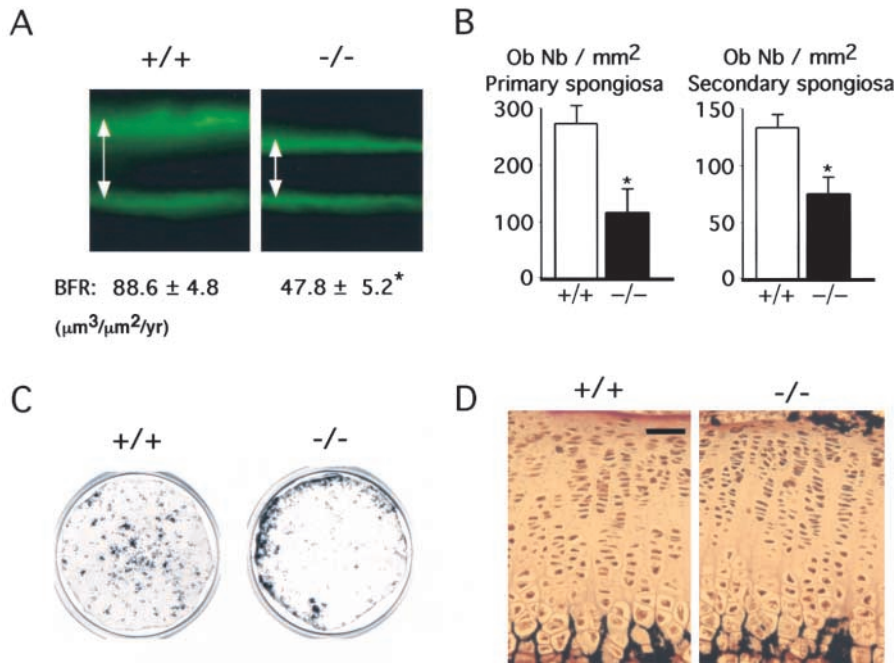 A
+/+ -/-
BFR: 88.6 ± 4.8 47.8 ± 5.2*
(μm³/μm²/yr)
B
Ob Nb / mm²
Primary spongiosa
300
200
100
0
*
+/+ −/−
Ob Nb / mm²
Secondary spongiosa
150
100
50
0
*
+/+ −/−
C
+/+ -/-
D
+/+ -/-